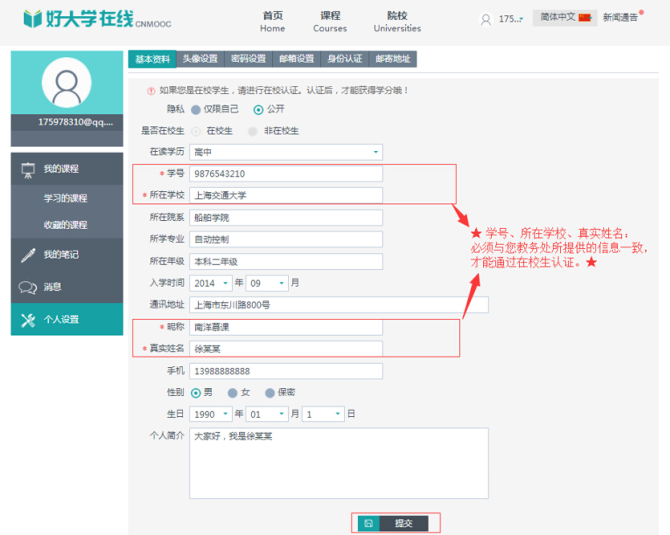 好大学在线 CNMOOC
首页 课程 院校
Home Courses Universities
175...
简体中文
新闻通告
175978310@qq....
我的课程
学习的课程
收藏的课程
我的笔记
消息
个人设置
基本资料 头像设置 密码设置 邮箱设置 身份认证 邮寄地址
如果您是在校学生，请进行在校认证。认证后，才能获得学分哦！
隐私 仅限自己 公开
是否在校生 在校生 非在校生
在读学历 高中
* 学号 9876543210
* 所在学校 上海交通大学
所在院系 船舶学院
所学专业 自动控制
所在年级 本科二年级
入学时间 2014 年 09 月
通讯地址 上海市东川路800号
* 昵称 南洋慕课
* 真实姓名 徐某某
手机 13988888888
性别 男 女 保密
生日 1990 年 01 月 1 日
个人简介 大家好，我是徐某某
提交
★ 学号、所在学校、真实姓名：
必须与您教务处所提供的信息一致，
才能通过在校生认证。★